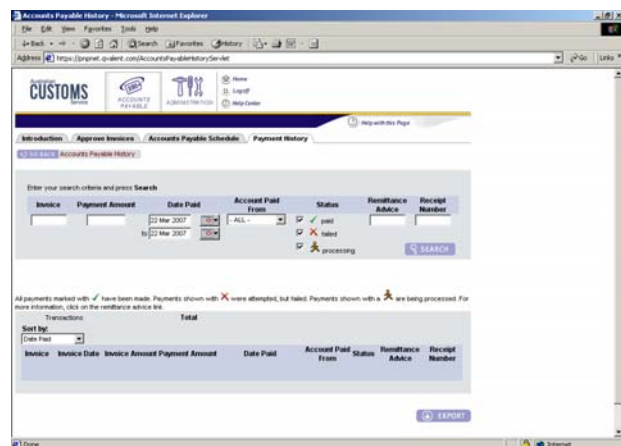 Accounts Payable History - Microsoft Internet Explorer
File Edit View Favorites Tools Help
Back Search Favorites History
Address https://pnpnet.qvalent.com/AccountsPayableHistoryServlet Go Links
Australian
CUSTOMS
Service
ACCOUNTS PAYABLE
ADMINISTRATION
Home
Logoff
Help Center
Help with this Page
Introduction Approve Invoices Accounts Payable Schedule Payment History
GO BACK Accounts Payable History
Enter your search criteria and press Search
Invoice Payment Amount Date Paid Account Paid From Status Remittance Advice Receipt Number
22 Mar 2007 - ALL - paid
to 22 Mar 2007 failed
processing SEARCH
All payments marked with have been made. Payments shown with were attempted, but failed. Payments shown with a are being processed. For
more information, click on the remittance advice link.
Transactions Total
Sort by:
Date Paid
Invoice Invoice Date Invoice Amount Payment Amount Date Paid Account Paid From Status Remittance Advice Receipt Number
EXPORT
Done Internet